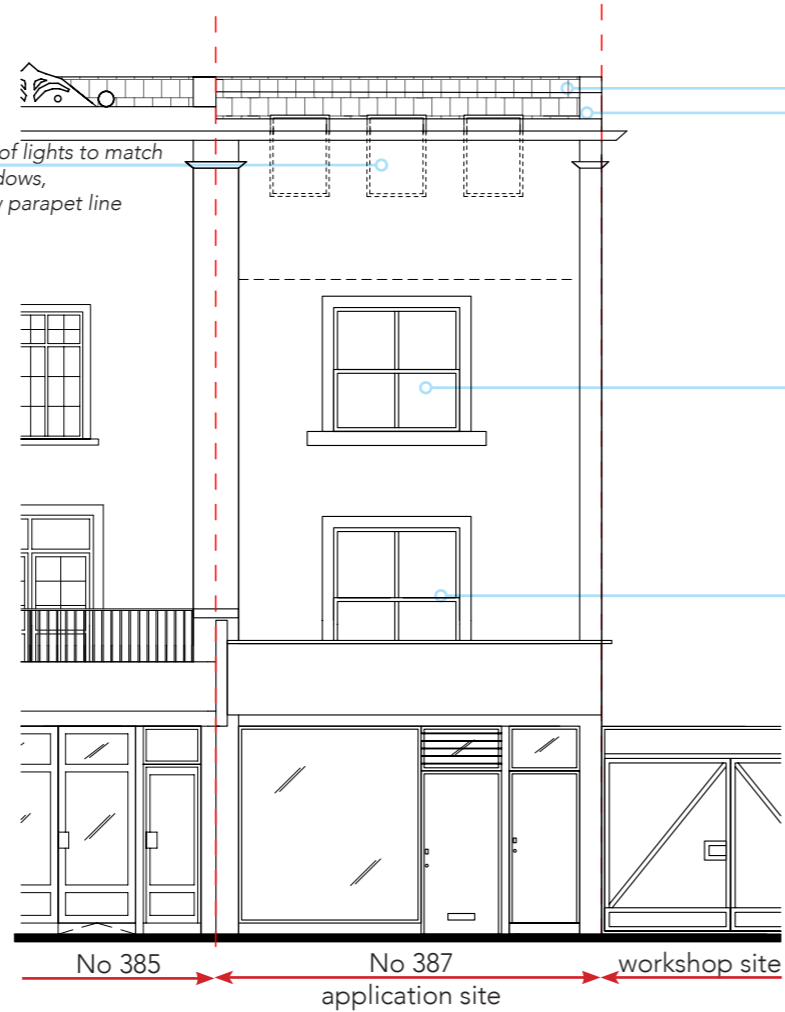 of lights to match
dows,
parapet line
No 385
No 387
workshop site
application site